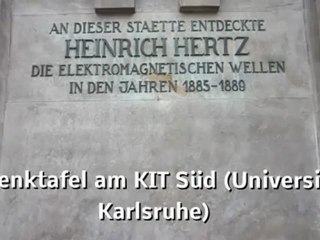 AN DIESER STAETTE ENTDECKTE
HEINRICH HERTZ
DIE ELEKTROMAGNETISCHEN WELLEN
IN DEN JAHREN 1885-1889
enktafel am KIT Süd (Universi
Karlsruhe)